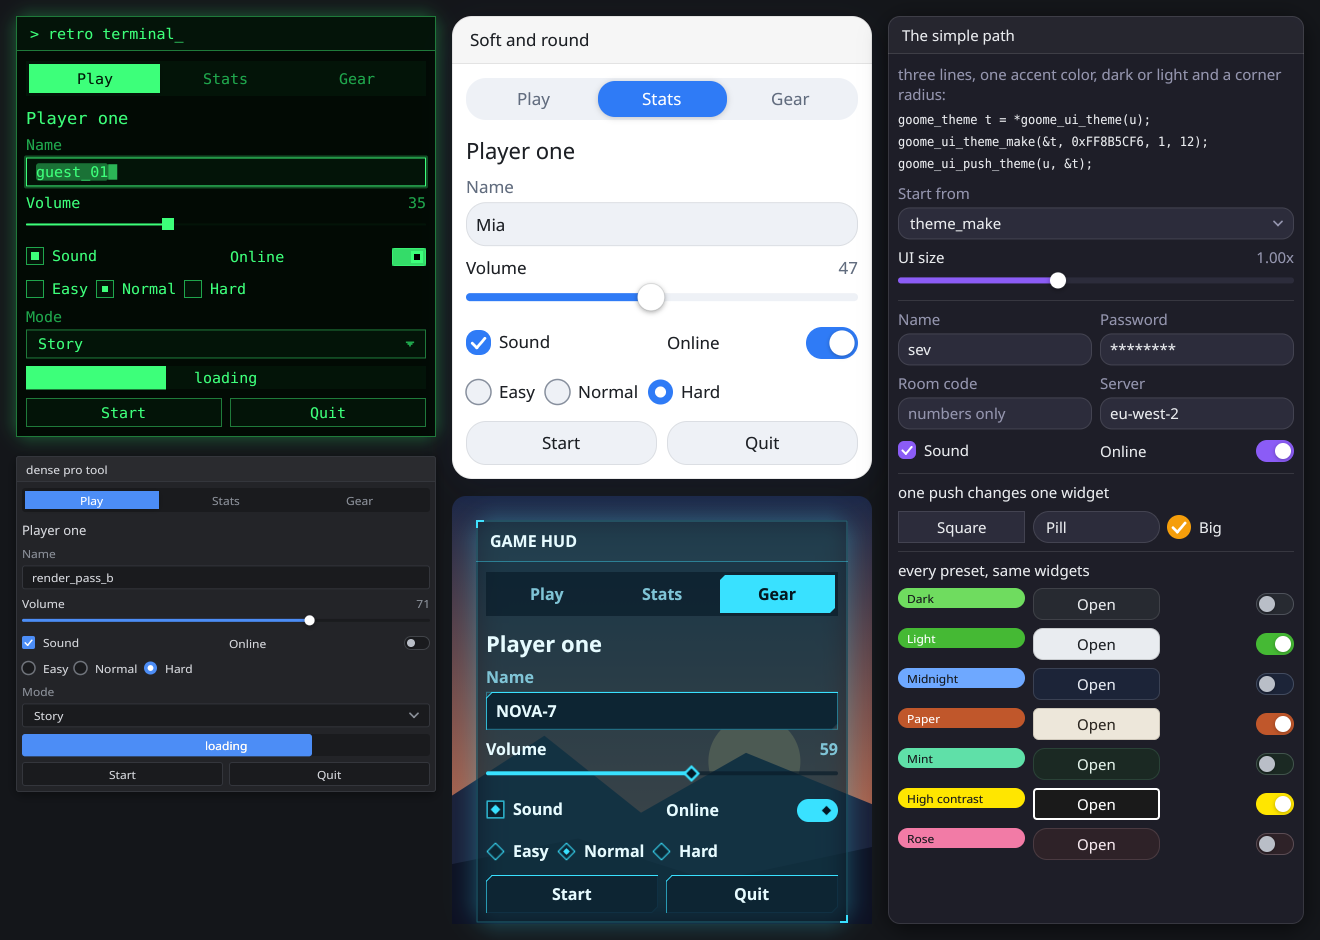 > retro terminal_
Play Stats Gear
Player one
Name
guest_01
Volume 35
Sound Online
Easy Normal Hard
Mode
Story
loading
Start Quit
dense pro tool
Play Stats Gear
Player one
Name
render_pass_b
Volume 71
Sound Online
Easy Normal Hard
Mode
Story
loading
Start Quit
Soft and round
Play Stats Gear
Player one
Name
Mia
Volume 47
Sound Online
Easy Normal Hard
Start Quit
GAME HUD
Play Stats Gear
Player one
Name
NOVA-7
Volume 59
Sound Online
Easy Normal Hard
Start Quit
The simple path
three lines, one accent color, dark or light and a corner
radius:
goome_theme t = *goome_ui_theme(u);
goome_ui_theme_make(&t, 0xFF8B5CF6, 1, 12);
goome_ui_push_theme(u, &t);
Start from
theme_make
UI size 1.00x
Name Password
sev ********
Room code Server
numbers only eu-west-2
Sound Online
one push changes one widget
Square Pill Big
every preset, same widgets
Dark Open
Light Open
Midnight Open
Paper Open
Mint Open
High contrast Open
Rose Open